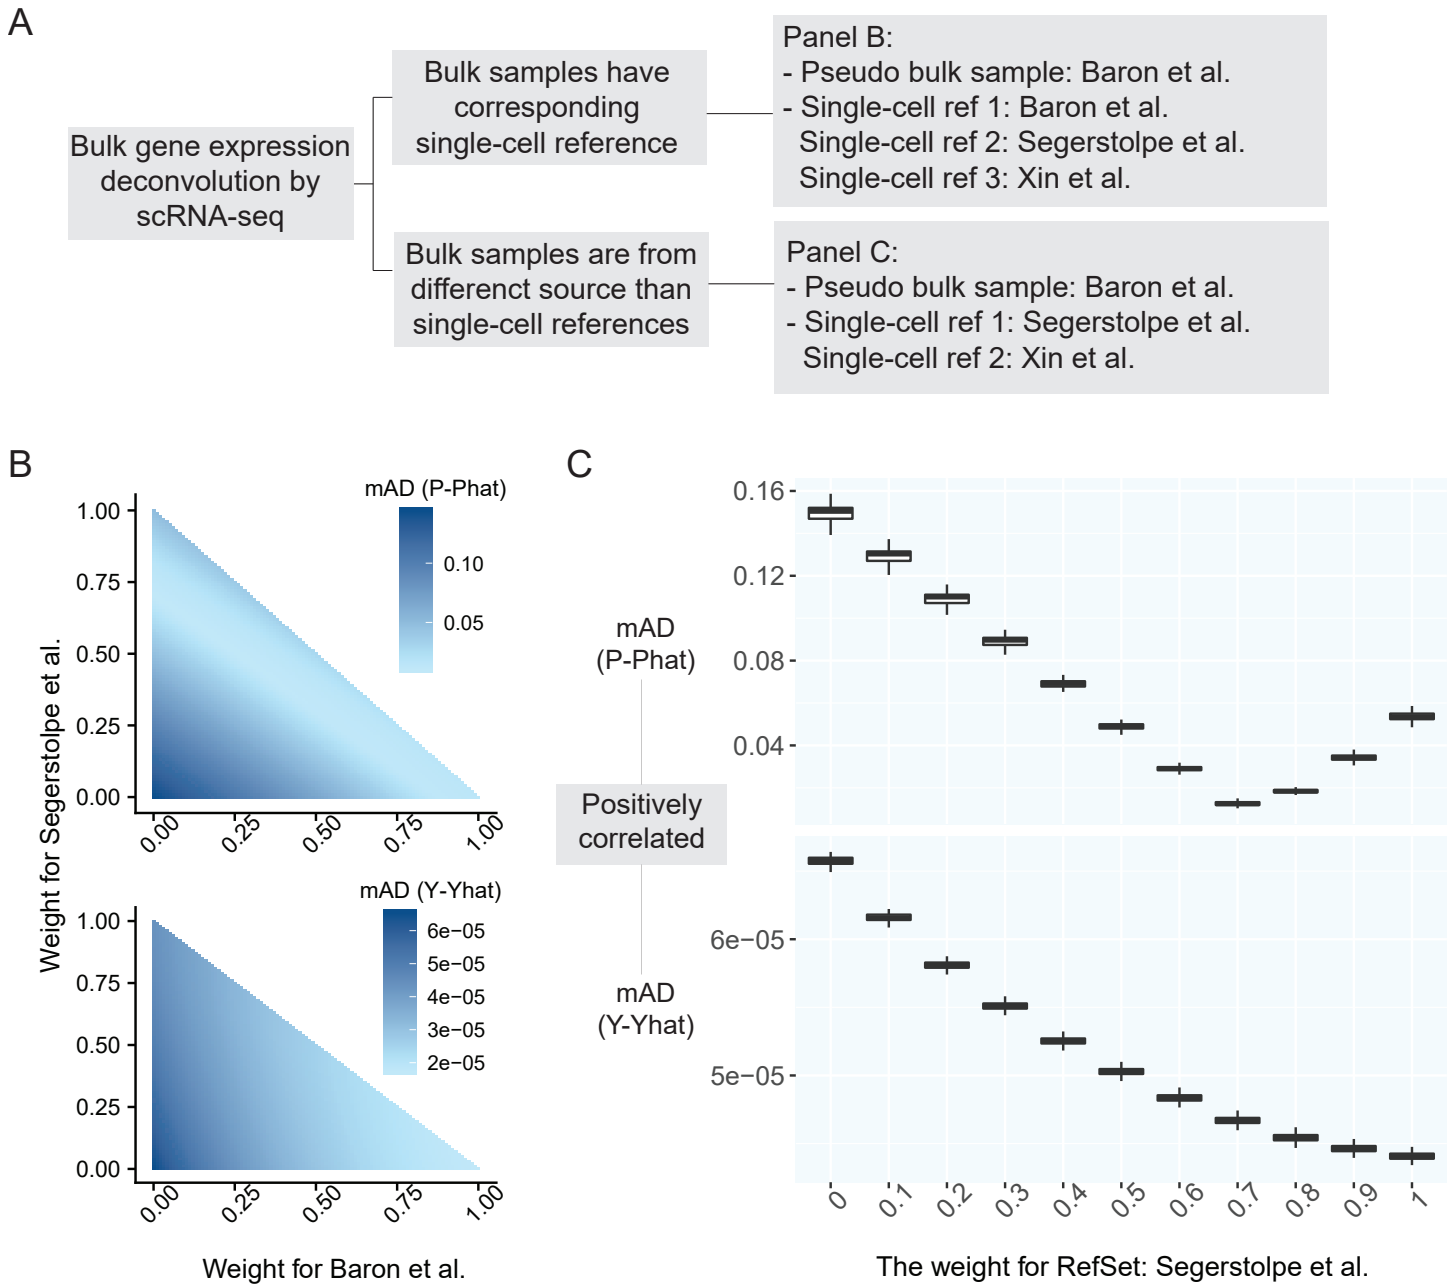 A
Bulk gene expression
deconvolution by
scRNA-seq
Bulk samples have
corresponding
single-cell reference
Panel B:
- Pseudo bulk sample: Baron et al.
- Single-cell ref 1: Baron et al.
Single-cell ref 2: Segerstolpe et al.
Single-cell ref 3: Xin et al.
Bulk samples are from
differenct source than
single-cell references
Panel C:
- Pseudo bulk sample: Baron et al.
- Single-cell ref 1: Segerstolpe et al.
Single-cell ref 2: Xin et al.
B
Weight for Segerstolpe et al.
mAD (P-Phat)
0.10
0.05
1.00
0.75
0.50
0.25
0.00
0.00 0.25 0.50 0.75 1.00
mAD (Y-Yhat)
6e−05
5e−05
4e−05
3e−05
2e−05
1.00
0.75
0.50
0.25
0.00
0.00 0.25 0.50 0.75 1.00
Weight for Baron et al.
C
mAD
(P-Phat)
Positively
correlated
mAD
(Y-Yhat)
0.16
0.12
0.08
0.04
6e−05
5e−05
0 0.1 0.2 0.3 0.4 0.5 0.6 0.7 0.8 0.9 1
The weight for RefSet: Segerstolpe et al.